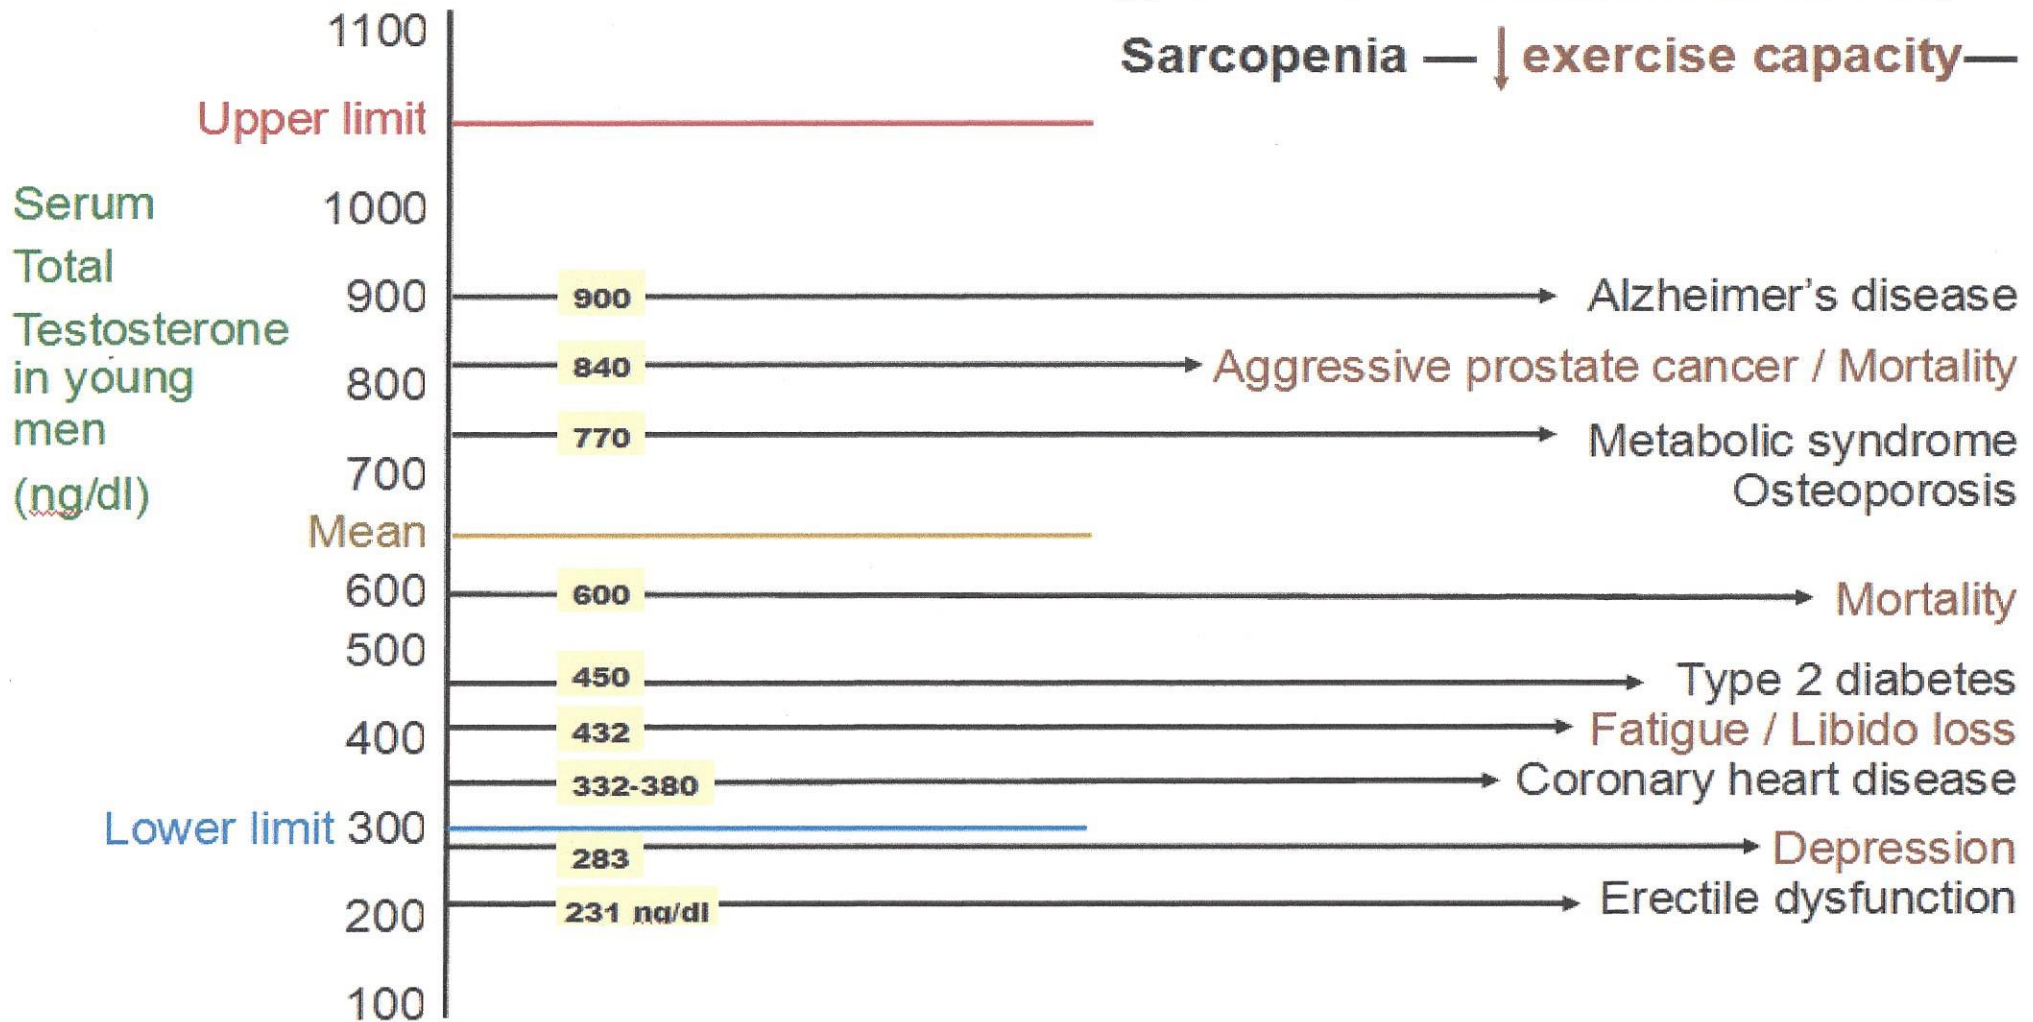 1100
Sarcopenia — ↓ exercise capacity—
Upper limit
Serum
Total
Testosterone
in young
men
(ng/dl)
1000
900
900
Alzheimer's disease
840
Aggressive prostate cancer / Mortality
800
770
Metabolic syndrome
Osteoporosis
700
Mean
600
600
Mortality
500
450
Type 2 diabetes
432
Fatigue / Libido loss
400
332-380
Coronary heart disease
Lower limit 300
283
Depression
231 ng/dl
Erectile dysfunction
200
100